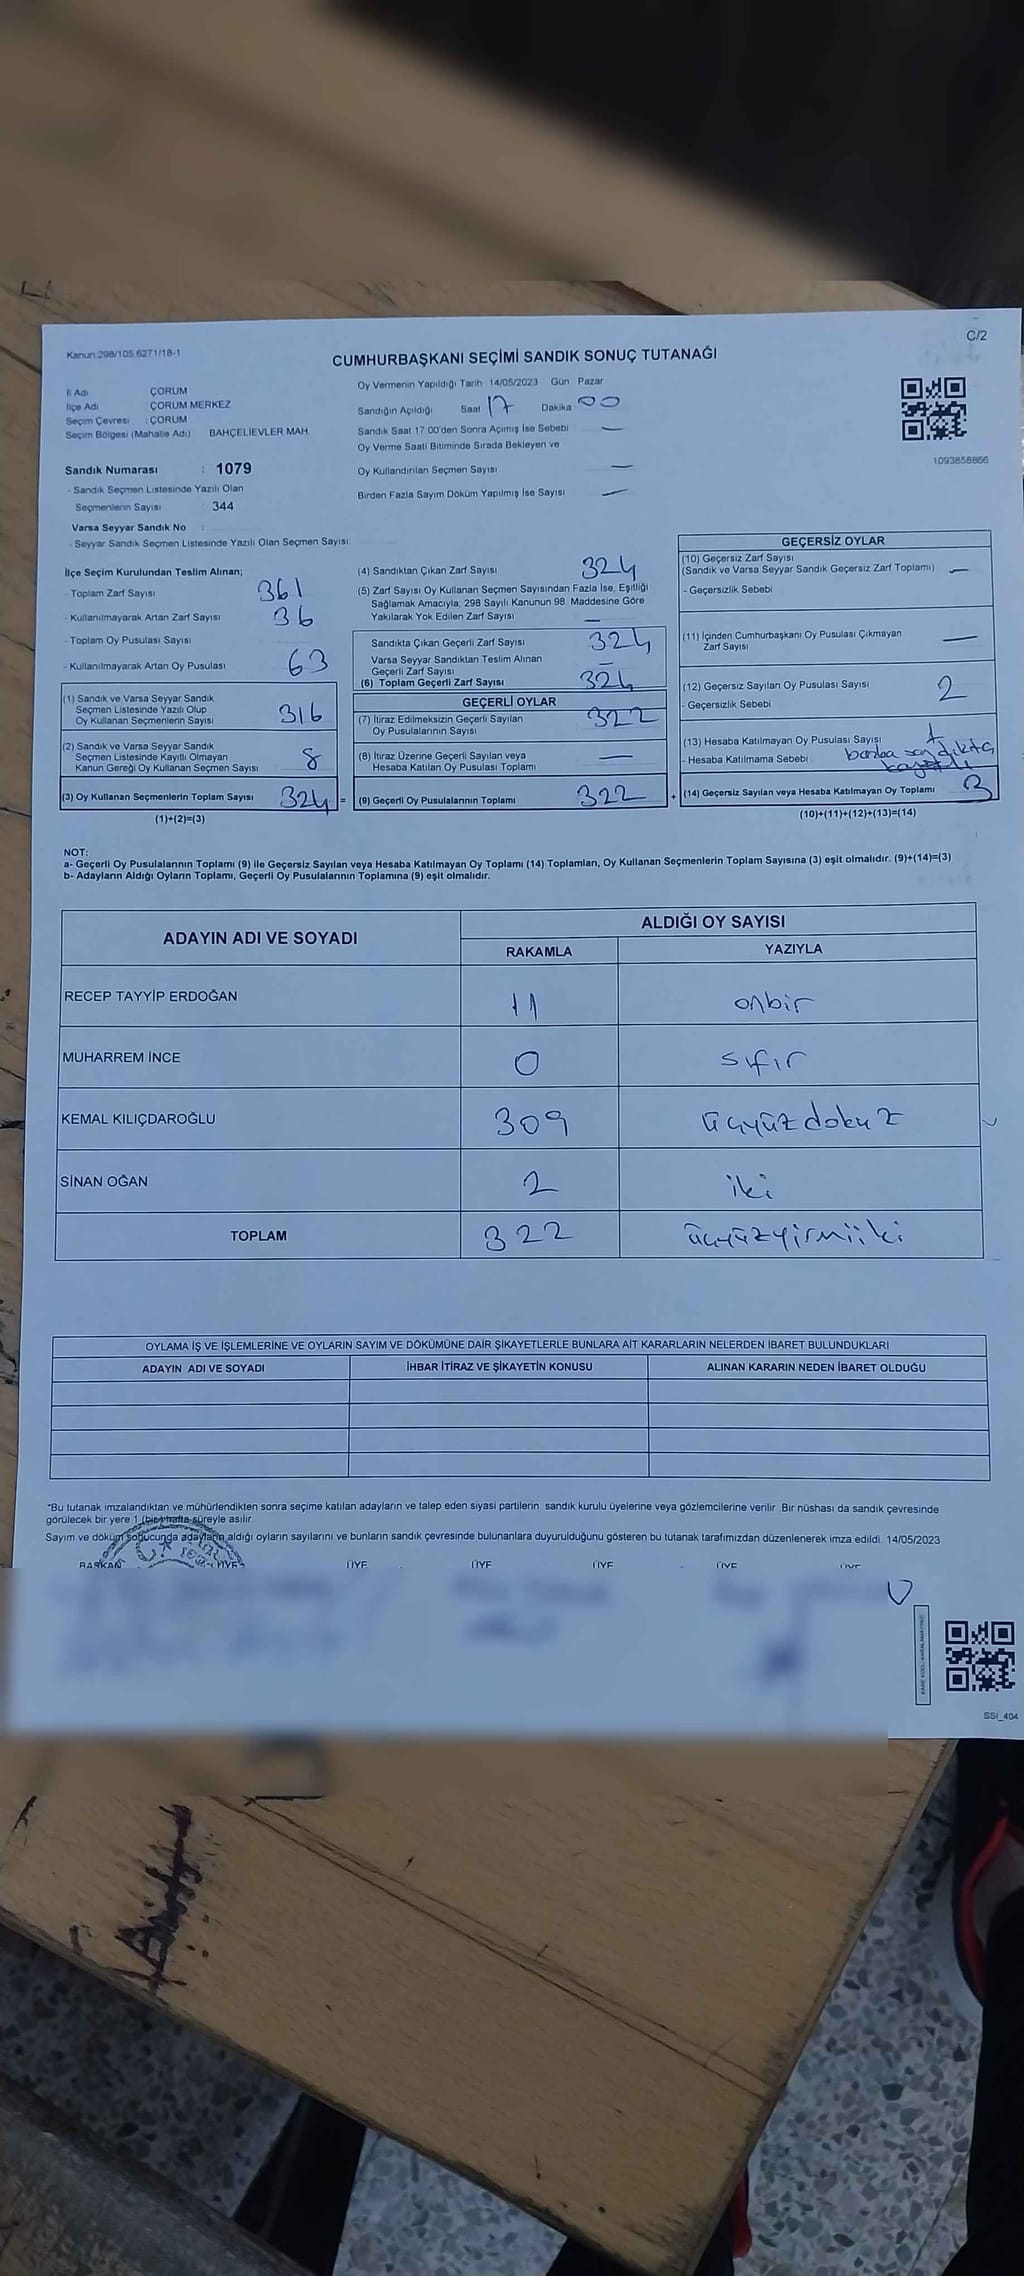 C/2
Kanun:298/105,6271/18-1
CUMHURBAŞKANI SEÇİMİ SANDIK SONUÇ TUTANAĞI
İl Adı ÇORUM
İlçe Adı ÇORUM MERKEZ
Seçim Çevresi : ÇORUM
Seçim Bölgesi (Mahalle Adı) BAHÇELİEVLER MAH.
Sandık Numarası : 1079
- Sandık Seçmen Listesinde Yazılı Olan
Seçmenlerin Sayısı : 344
Varsa Seyyar Sandık No :
- Seyyar Sandık Seçmen Listesinde Yazılı Olan Seçmen Sayısı:
Oy Vermenin Yapıldığı Tarih 14/05/2023 Gün Pazar
Sandığın Açıldığı Saat 17 Dakika 00
Sandık Saat 17:00'den Sonra Açımış İse Sebebi —
Oy Verme Saati Bitiminde Sırada Bekleyen ve
Oy Kullandırılan Seçmen Sayısı —
Birden Fazla Sayım Döküm Yapılmış İse Sayısı —
1093858866
İlçe Seçim Kurulundan Teslim Alınan;
- Toplam Zarf Sayısı 361
- Kullanılmayarak Artan Zarf Sayısı 36
- Toplam Oy Pusulası Sayısı
- Kullanılmayarak Artan Oy Pusulası 63
(1) Sandık ve Varsa Seyyar Sandık
Seçmen Listesinde Yazılı Olup
Oy Kullanan Seçmenlerin Sayısı 316
(2) Sandık ve Varsa Seyyar Sandık
Seçmen Listesinde Kayıtlı Olmayan
Kanun Gereği Oy Kullanan Seçmen Sayısı 8
(3) Oy Kullanan Seçmenlerin Toplam Sayısı 324 =
(1)+(2)=(3)
(4) Sandıktan Çıkan Zarf Sayısı 324
(5) Zarf Sayısı Oy Kullanan Seçmen Sayısından Fazla İse, Eşitliği
Sağlamak Amacıyla; 298 Sayılı Kanunun 98. Maddesine Göre
Yakılarak Yok Edilen Zarf Sayısı —
Sandıkta Çıkan Geçerli Zarf Sayısı 324
Varsa Seyyar Sandıktan Teslim Alınan
Geçerli Zarf Sayısı —
(6) Toplam Geçerli Zarf Sayısı 324
GEÇERLİ OYLAR
(7) İtiraz Edilmeksizin Geçerli Sayılan
Oy Pusulalarının Sayısı 322
(8) İtiraz Üzerine Geçerli Sayılan veya
Hesaba Katılan Oy Pusulası Toplamı —
(9) Geçerli Oy Pusulalarının Toplamı 322 +
GEÇERSİZ OYLAR
(10) Geçersiz Zarf Sayısı
(Sandık ve Varsa Seyyar Sandık Geçersiz Zarf Toplamı) —
- Geçersizlik Sebebi
(11) İçinden Cumhurbaşkanı Oy Pusulası Çıkmayan
Zarf Sayısı —
(12) Geçersiz Sayılan Oy Pusulası Sayısı 2
- Geçersizlik Sebebi
(13) Hesaba Katılmayan Oy Pusulası Sayısı 1
- Hesaba Katılmama Sebebi başka sandıkta
kayıtlı
(14) Geçersiz Sayılan veya Hesaba Katılmayan Oy Toplamı 3
(10)+(11)+(12)+(13)=(14)
NOT:
a- Geçerli Oy Pusulalarının Toplamı (9) ile Geçersiz Sayılan veya Hesaba Katılmayan Oy Toplamı (14) Toplamları, Oy Kullanan Seçmenlerin Toplam Sayısına (3) eşit olmalıdır. (9)+(14)=(3)
b- Adayların Aldığı Oyların Toplamı, Geçerli Oy Pusulalarının Toplamına (9) eşit olmalıdır.
ADAYIN ADI VE SOYADI ALDIĞI OY SAYISI
RAKAMLA YAZIYLA
RECEP TAYYİP ERDOĞAN 11 onbir
MUHARREM İNCE 0 sıfır
KEMAL KILIÇDAROĞLU 309 üçyüzdokuz
SİNAN OĞAN 2 iki
TOPLAM 322 üçyüzyirmiiki
OYLAMA İŞ VE İŞLEMLERİNE VE OYLARIN SAYIM VE DÖKÜMÜNE DAİR ŞİKAYETLERLE BUNLARA AİT KARARLARIN NELERDEN İBARET BULUNDUKLARI
ADAYIN ADI VE SOYADI İHBAR İTİRAZ VE ŞİKAYETİN KONUSU ALINAN KARARIN NEDEN İBARET OLDUĞU
*Bu tutanak imzalandıktan ve mühürlendikten sonra seçime katılan adayların ve talep eden siyasi partilerin sandık kurulu üyelerine veya gözlemcilerine verilir. Bir nüshası da sandık çevresinde
görülecek bir yere 1 (bir) hafta süreyle asılır.
Sayım ve döküm sonucunda adayların aldığı oyların sayılarını ve bunların sandık çevresinde bulunanlara duyurulduğunu gösteren bu tutanak tarafımızdan düzenlenerek imza edildi. 14/05/2023
BAŞKAN ÜYE ÜYE ÜYE ÜYE ÜYE ÜYE
SSİ_404